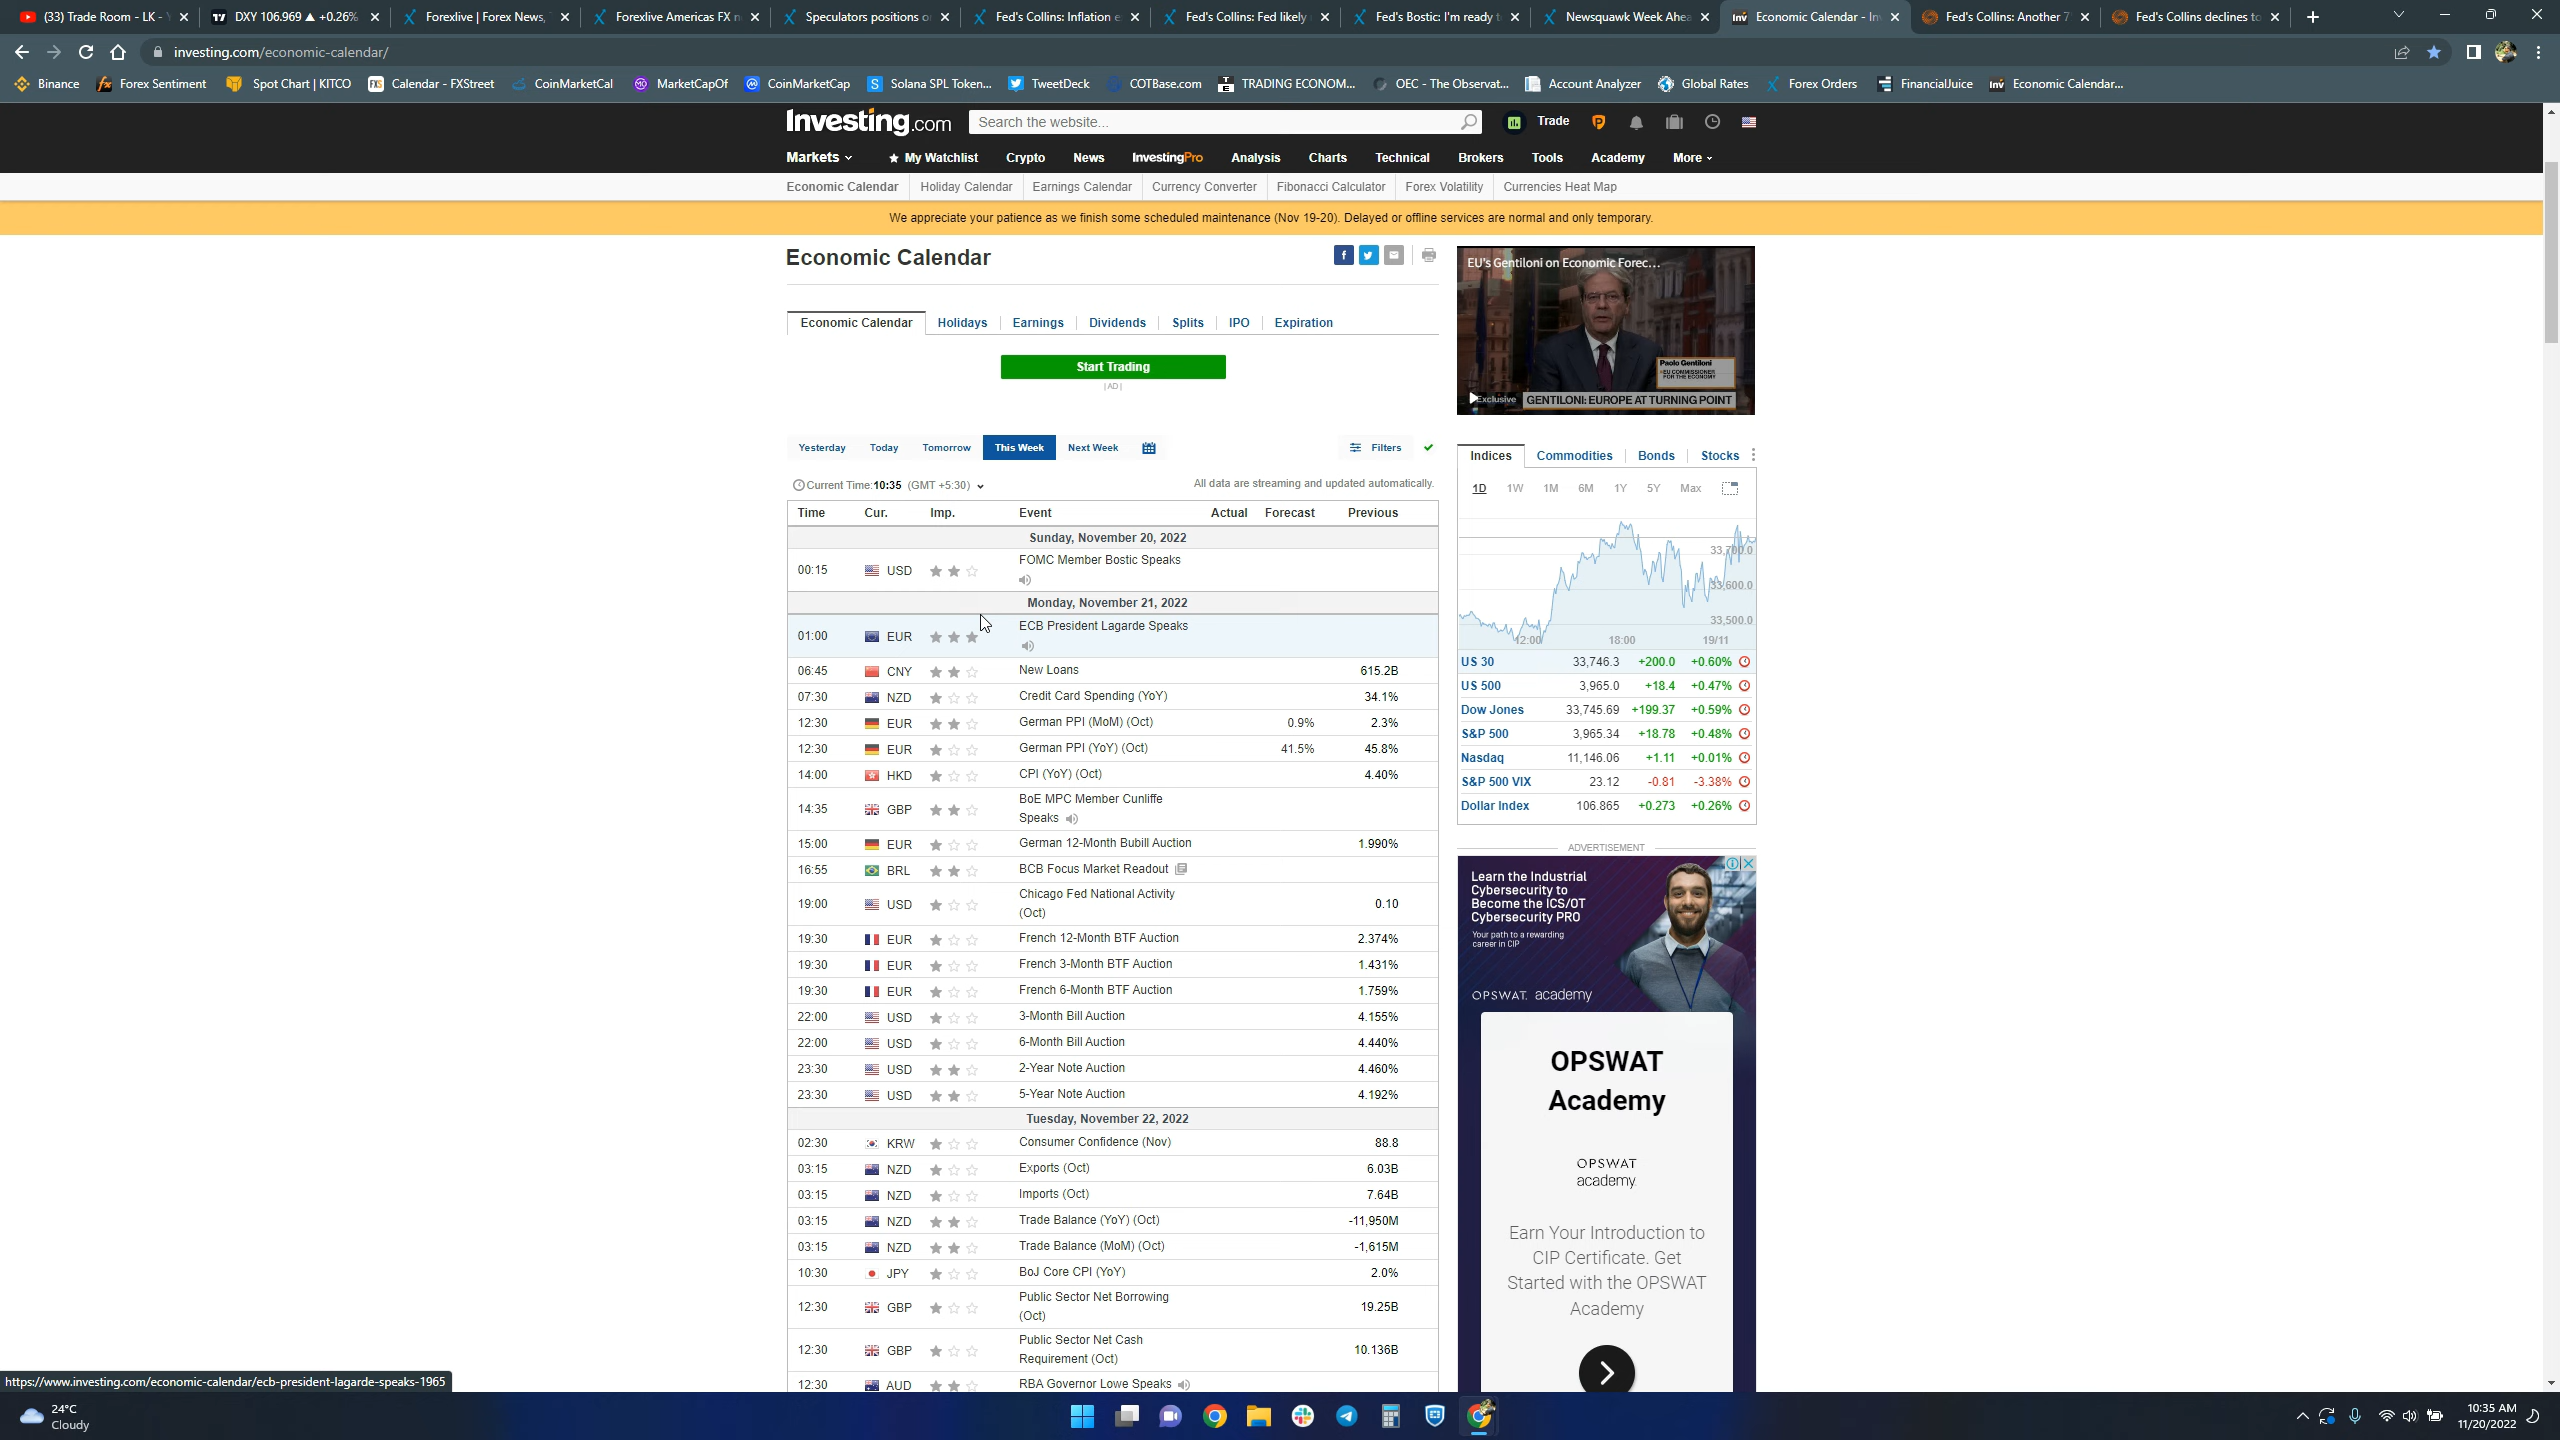 (33) Trade Room - LK - Y
DXY 106.969 ▲ +0.26%
Forexlive | Forex News,
Forexlive Americas FX n
Speculators positions o
Fed's Collins: Inflation e
Fed's Collins: Fed likely
Fed's Bostic: I'm ready t
Newsquawk Week Ahea
Economic Calendar - In
Fed's Collins: Another 7
Fed's Collins declines to
investing.com/economic-calendar/
Binance
Forex Sentiment
Spot Chart | KITCO
Calendar - FXStreet
CoinMarketCal
MarketCapOf
CoinMarketCap
Solana SPL Token...
TweetDeck
COTBase.com
TRADING ECONOM...
OEC - The Observat...
Account Analyzer
Global Rates
Forex Orders
FinancialJuice
Economic Calendar...
Investing.com
Search the website...
Trade
Markets
My Watchlist
Crypto
News
InvestingPro
Analysis
Charts
Technical
Brokers
Tools
Academy
More
Economic Calendar
Holiday Calendar
Earnings Calendar
Currency Converter
Fibonacci Calculator
Forex Volatility
Currencies Heat Map
We appreciate your patience as we finish some scheduled maintenance (Nov 19-20). Delayed or offline services are normal and only temporary.
Economic Calendar
Economic Calendar Holidays Earnings Dividends Splits IPO Expiration
Start Trading
[AD]
Yesterday Today Tomorrow This Week Next Week Filters
Current Time:10:35 (GMT +5:30)
All data are streaming and updated automatically.
Time Cur. Imp. Event Actual Forecast Previous
Sunday, November 20, 2022
00:15 USD FOMC Member Bostic Speaks
Monday, November 21, 2022
01:00 EUR ECB President Lagarde Speaks
06:45 CNY New Loans 615.2B
07:30 NZD Credit Card Spending (YoY) 34.1%
12:30 EUR German PPI (MoM) (Oct) 0.9% 2.3%
12:30 EUR German PPI (YoY) (Oct) 41.5% 45.8%
14:00 HKD CPI (YoY) (Oct) 4.40%
14:35 GBP BoE MPC Member Cunliffe
Speaks
15:00 EUR German 12-Month Bubill Auction 1.990%
16:55 BRL BCB Focus Market Readout
19:00 USD Chicago Fed National Activity
(Oct) 0.10
19:30 EUR French 12-Month BTF Auction 2.374%
19:30 EUR French 3-Month BTF Auction 1.431%
19:30 EUR French 6-Month BTF Auction 1.759%
22:00 USD 3-Month Bill Auction 4.155%
22:00 USD 6-Month Bill Auction 4.440%
23:30 USD 2-Year Note Auction 4.460%
23:30 USD 5-Year Note Auction 4.192%
Tuesday, November 22, 2022
02:30 KRW Consumer Confidence (Nov) 88.8
03:15 NZD Exports (Oct) 6.03B
03:15 NZD Imports (Oct) 7.64B
03:15 NZD Trade Balance (YoY) (Oct) -11,950M
03:15 NZD Trade Balance (MoM) (Oct) -1,615M
10:30 JPY BoJ Core CPI (YoY) 2.0%
12:30 GBP Public Sector Net Borrowing
(Oct) 19.25B
12:30 GBP Public Sector Net Cash
Requirement (Oct) 10.136B
12:30 AUD RBA Governor Lowe Speaks
EU's Gentiloni on Economic Forec...
Paolo Gentiloni
EU COMMISSIONER
FOR THE ECONOMY
Exclusive GENTILONI: EUROPE AT TURNING POINT
Indices Commodities Bonds Stocks
1D 1W 1M 6M 1Y 5Y Max
33,700.0
33,600.0
33,500.0
12:00 18:00 19/11
US 30 33,746.3 +200.0 +0.60%
US 500 3,965.0 +18.4 +0.47%
Dow Jones 33,745.69 +199.37 +0.59%
S&P 500 3,965.34 +18.78 +0.48%
Nasdaq 11,146.06 +1.11 +0.01%
S&P 500 VIX 23.12 -0.81 -3.38%
Dollar Index 106.865 +0.273 +0.26%
ADVERTISEMENT
Learn the Industrial
Cybersecurity to
Become the ICS/OT
Cybersecurity PRO
Your path to a rewarding
career in CIP
OPSWAT. academy
OPSWAT
Academy
OPSWAT
academy.
Earn Your Introduction to
CIP Certificate. Get
Started with the OPSWAT
Academy
https://www.investing.com/economic-calendar/ecb-president-lagarde-speaks-1965
24°C
Cloudy
10:35 AM
11/20/2022